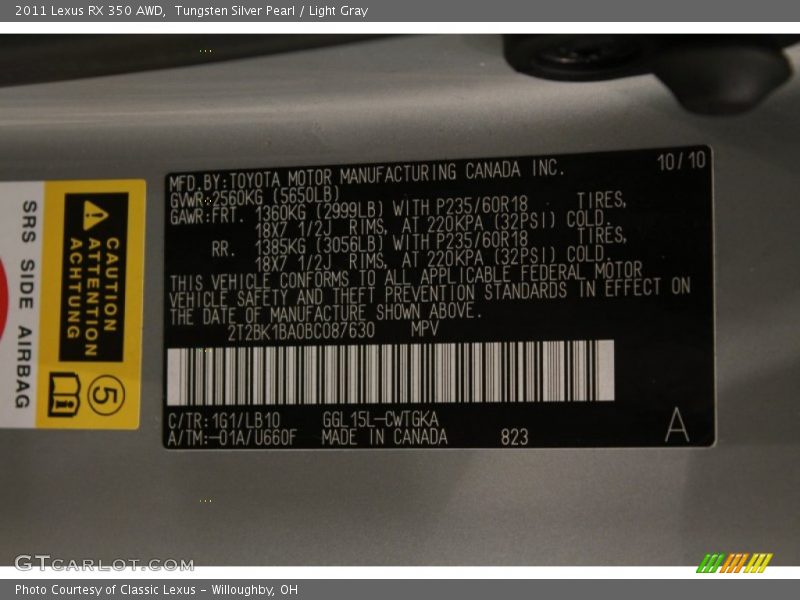 2011 Lexus RX 350 AWD,  Tungsten Silver Pearl / Light Gray
MFD.BY:TOYOTA MOTOR MANUFACTURING CANADA INC.    10/10
GVWR:2560KG (5650LB)
GAWR:FRT. 1360KG (2999LB) WITH P235/60R18 TIRES,
18X7 1/2J RIMS, AT 220KPA (32PSI) COLD.
RR. 1385KG (3056LB) WITH P235/60R18 TIRES,
18X7 1/2J RIMS, AT 220KPA (32PSI) COLD.
THIS VEHICLE CONFORMS TO ALL APPLICABLE FEDERAL MOTOR
VEHICLE SAFETY AND THEFT PREVENTION STANDARDS IN EFFECT ON
THE DATE OF MANUFACTURE SHOWN ABOVE.
2T2BK1BA0BC087630 MPV
C/TR:1G1/LB10 GGL15L-CWTGKA
A/TM:-01A/U660F MADE IN CANADA 823
A
SRS SIDE AIRBAG
CAUTION
ATTENTION
ACHTUNG
5
GTCARLOT.COM
Photo Courtesy of Classic Lexus - Willoughby, OH